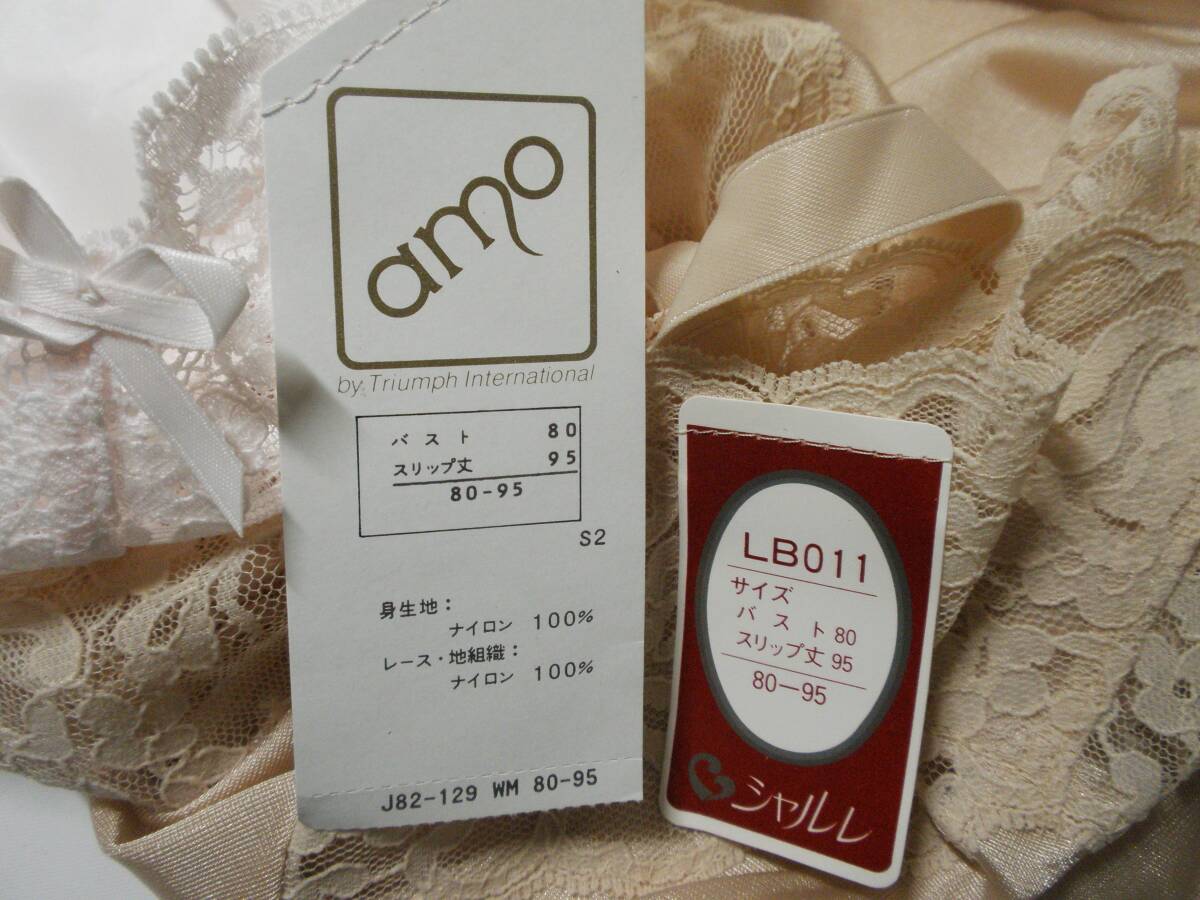 amo
by Triumph International
バスト 80
スリップ丈 95
80-95
S2
身生地：
ナイロン 100%
レース・地組織：
ナイロン 100%
J82-129 WM 80-95
LB011
サイズ
バスト 80
スリップ丈 95
80-95
シャルレ